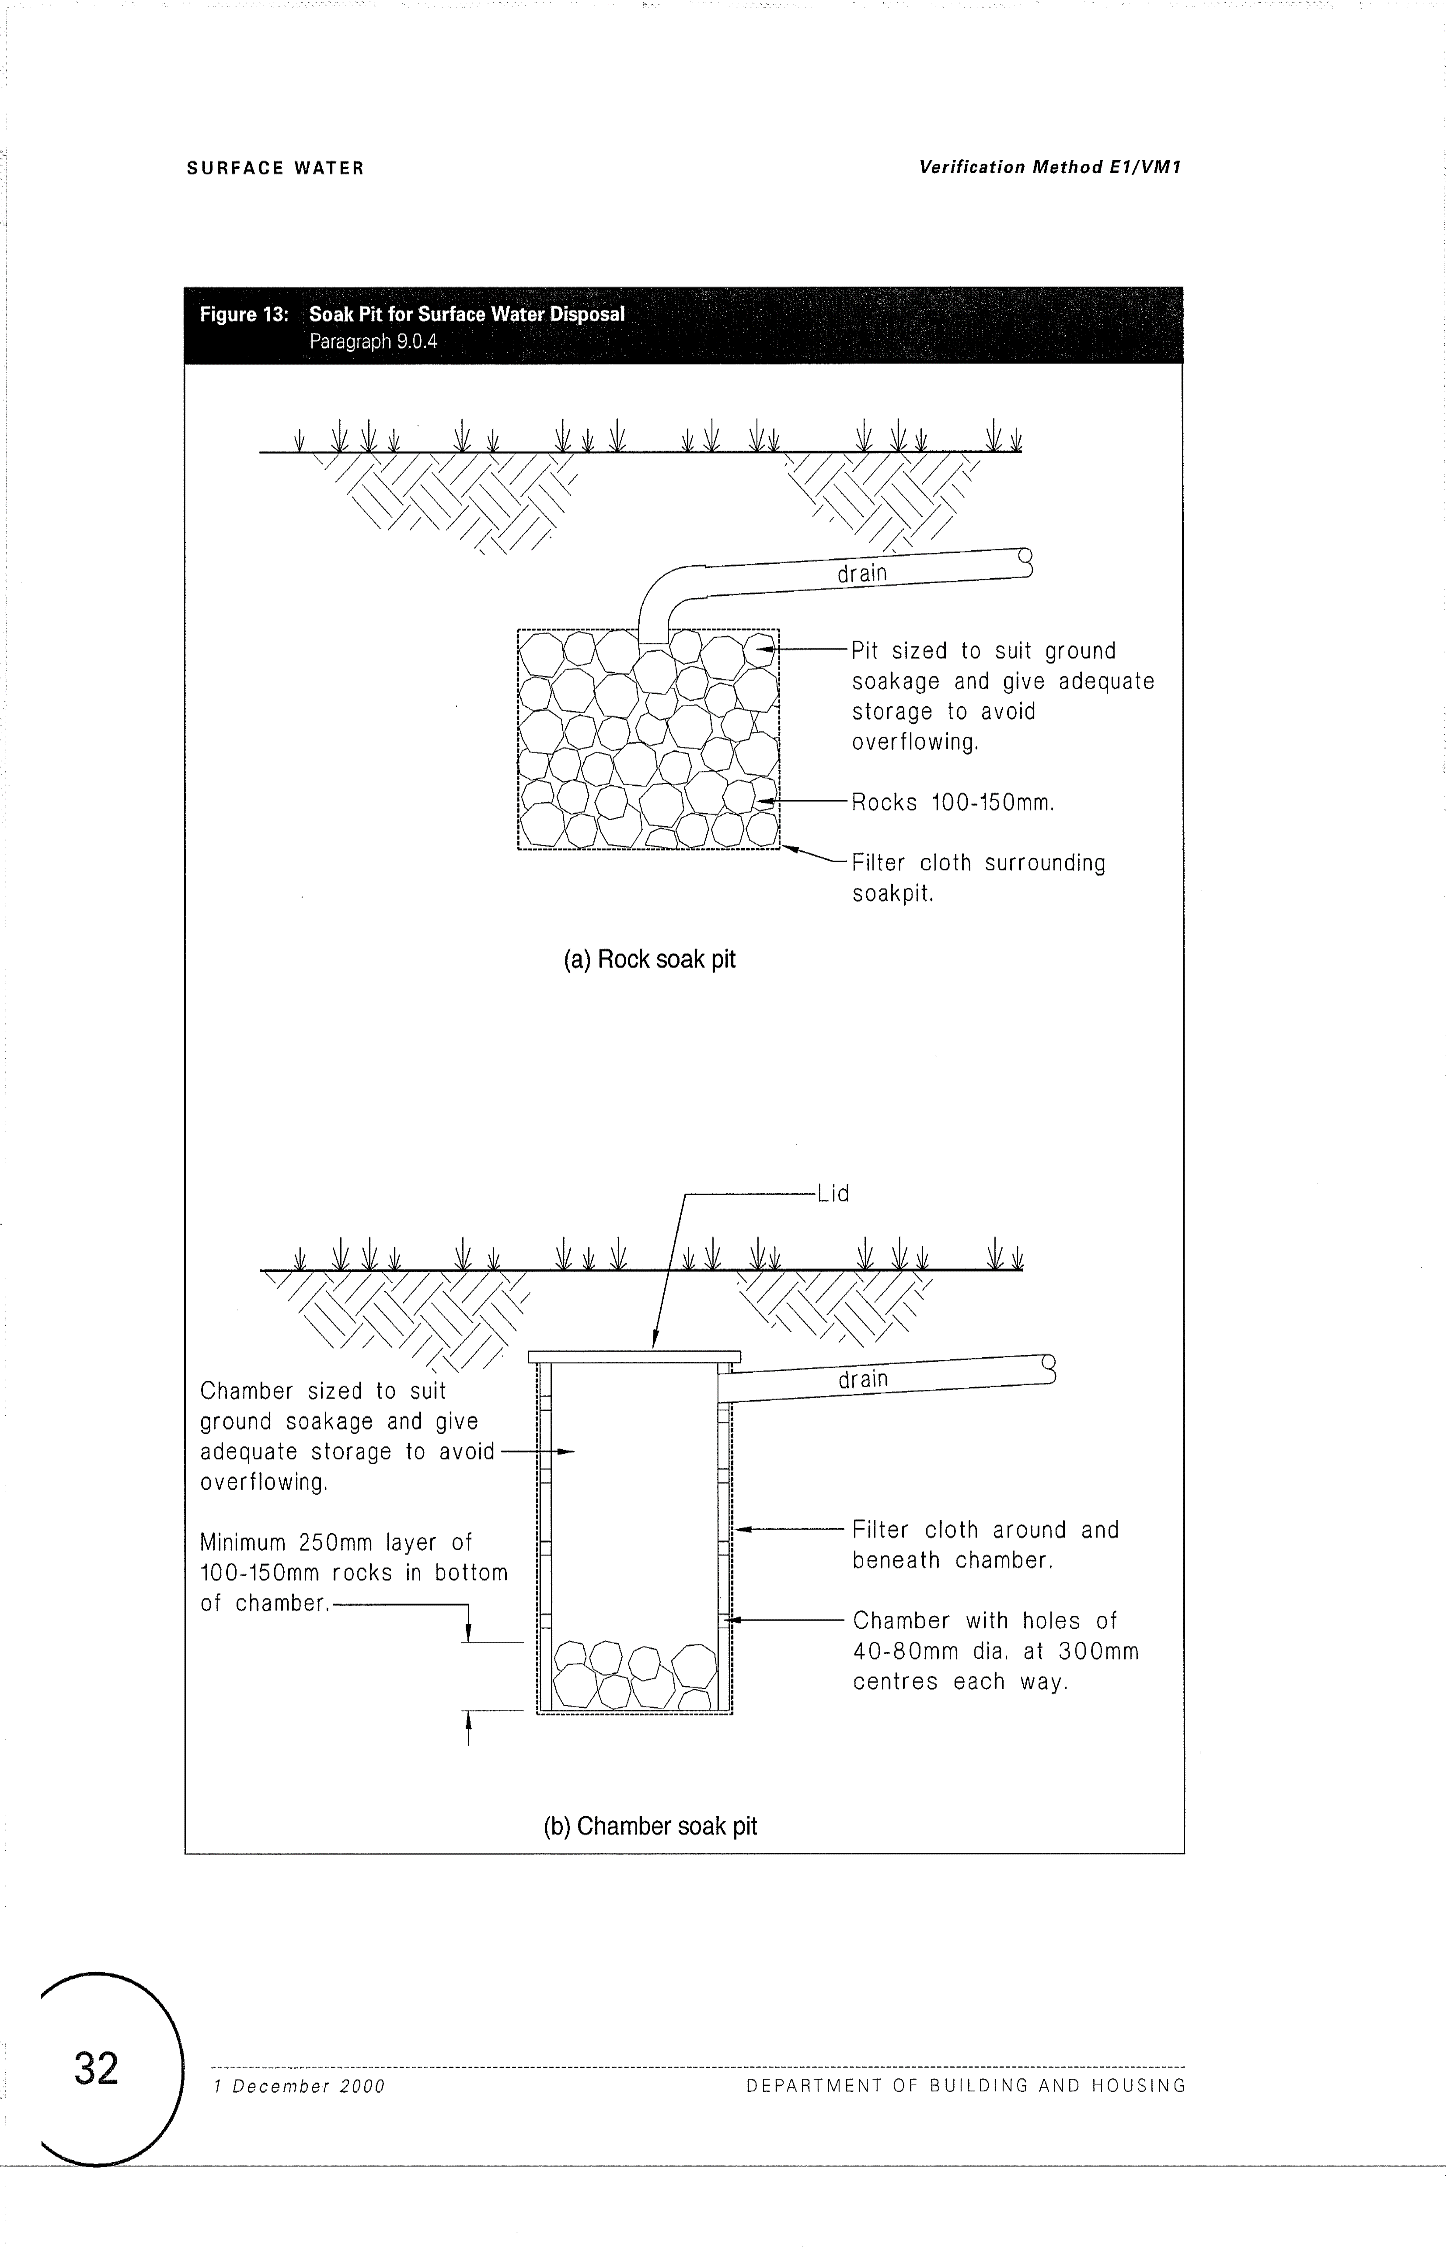 SURFACE WATER
Verification Method E1/VM1
Figure 13: Soak Pit for Surface Water Disposal
Paragraph 9.0.4
drain
Pit sized to suit ground
soakage and give adequate
storage to avoid
overflowing.
Rocks 100-150mm.
Filter cloth surrounding
soakpit.
(a) Rock soak pit
Lid
drain
Chamber sized to suit
ground soakage and give
adequate storage to avoid
overflowing.
Minimum 250mm layer of
100-150mm rocks in bottom
of chamber.
Filter cloth around and
beneath chamber.
Chamber with holes of
40-80mm dia. at 300mm
centres each way.
(b) Chamber soak pit
32
1 December 2000
DEPARTMENT OF BUILDING AND HOUSING